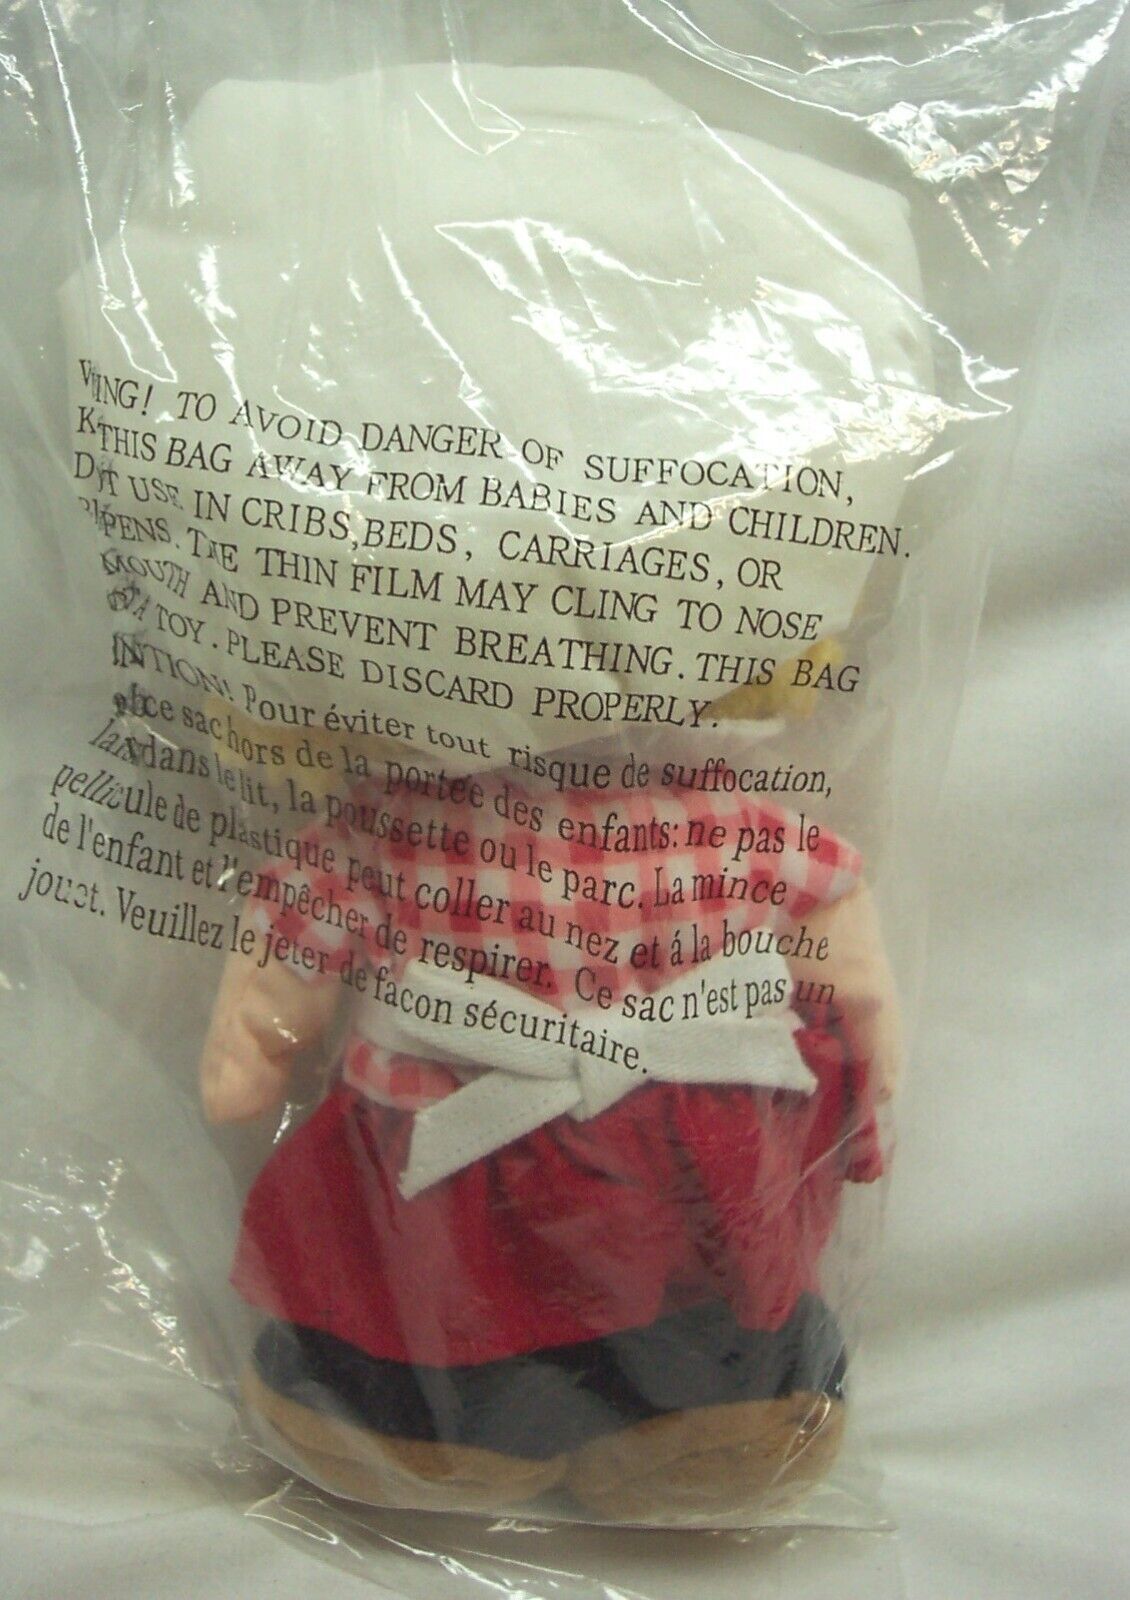 ING! TO AVOID DANGER OF SUFFOCATION,
THIS BAG AWAY FROM BABIES AND CHILDREN.
USE IN CRIBS,BEDS, CARRIAGES, OR
PENS. THE THIN FILM MAY CLING TO NOSE
MOUTH AND PREVENT BREATHING. THIS BAG
A TOY. PLEASE DISCARD PROPERLY.
NTION! Pour éviter tout risque de suffocation,
ce sac hors de la portée des enfants: ne pas le
dans le lit, la poussette ou le parc. La mince
pellicule de plastique peut coller au nez et á la bouche
de l'enfant et l'empêcher de respirer. Ce sac n'est pas un
jouet. Veuillez le jeter de facon sécuritaire.